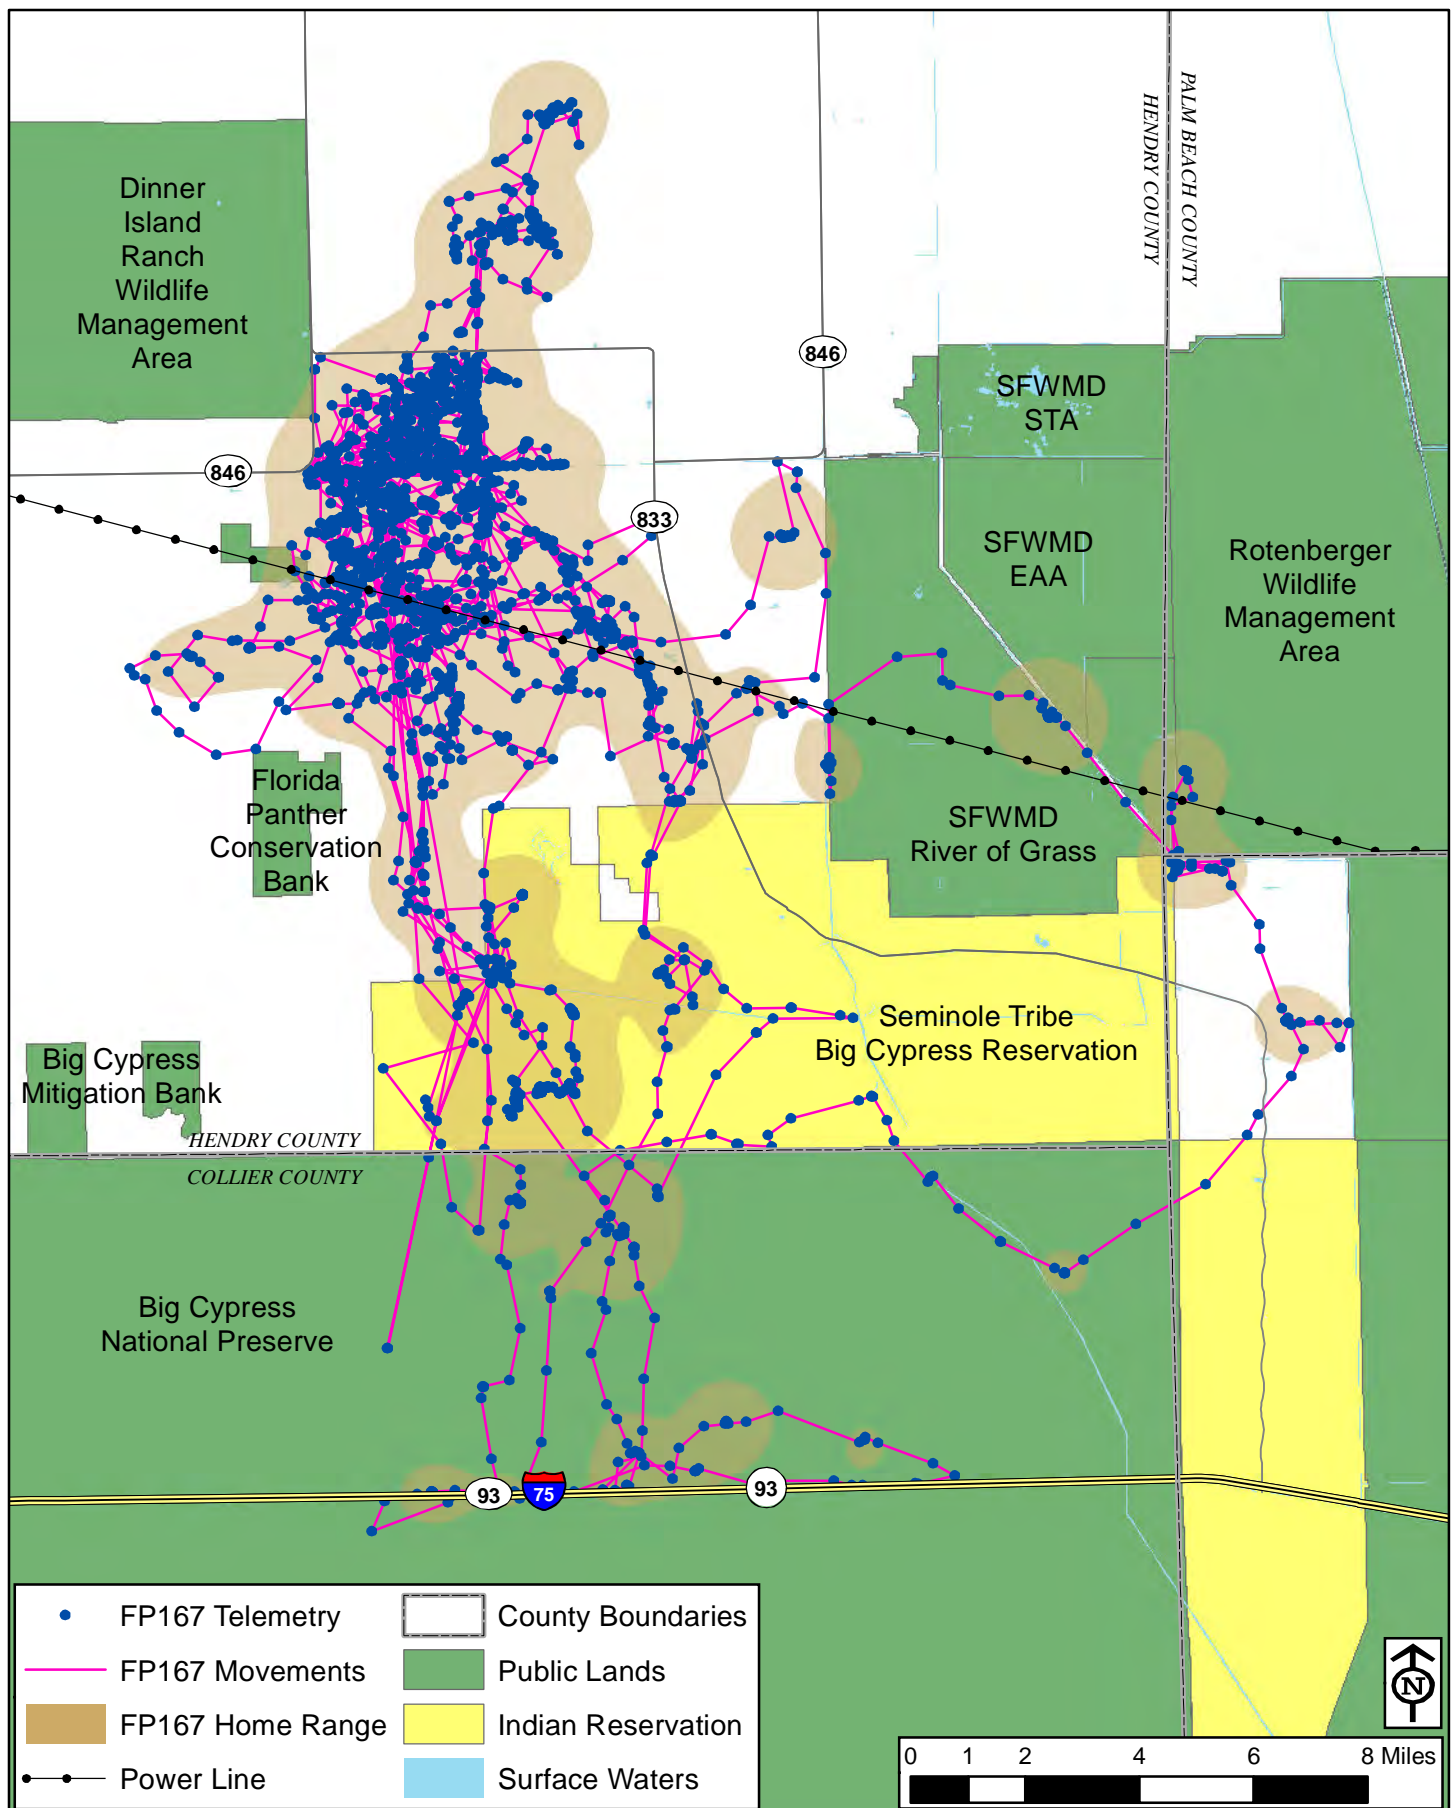 PALM BEACH COUNTY
HENDRY COUNTY
Dinner
Island
Ranch
Wildlife
Management
Area
846
SFWMD
STA
846
833
SFWMD
EAA
Rotenberger
Wildlife
Management
Area
Florida
Panther
Conservation
Bank
SFWMD
River of Grass
Seminole Tribe
Big Cypress Reservation
Big Cypress
Mitigation Bank
HENDRY COUNTY
COLLIER COUNTY
Big Cypress
National Preserve
93
75
93
FP167 Telemetry
FP167 Movements
FP167 Home Range
Power Line
County Boundaries
Public Lands
Indian Reservation
Surface Waters
N
0 1 2 4 6 8 Miles